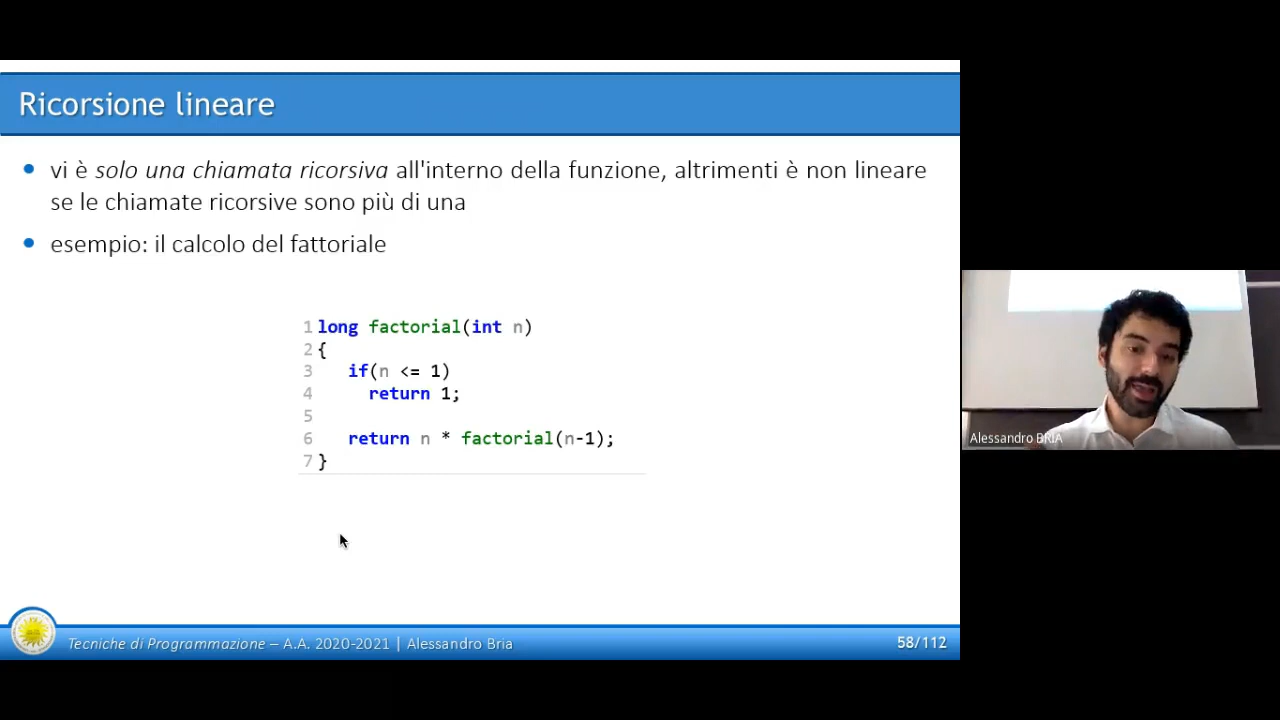 Ricorsione lineare
• vi è solo una chiamata ricorsiva all'interno della funzione, altrimenti è non lineare
se le chiamate ricorsive sono più di una
• esempio: il calcolo del fattoriale
1 long factorial(int n)
2 {
3    if(n <= 1)
4      return 1;
5
6    return n * factorial(n-1);
7 }
Alessandro BRIA
Tecniche di Programmazione – A.A. 2020-2021 | Alessandro Bria
58/112